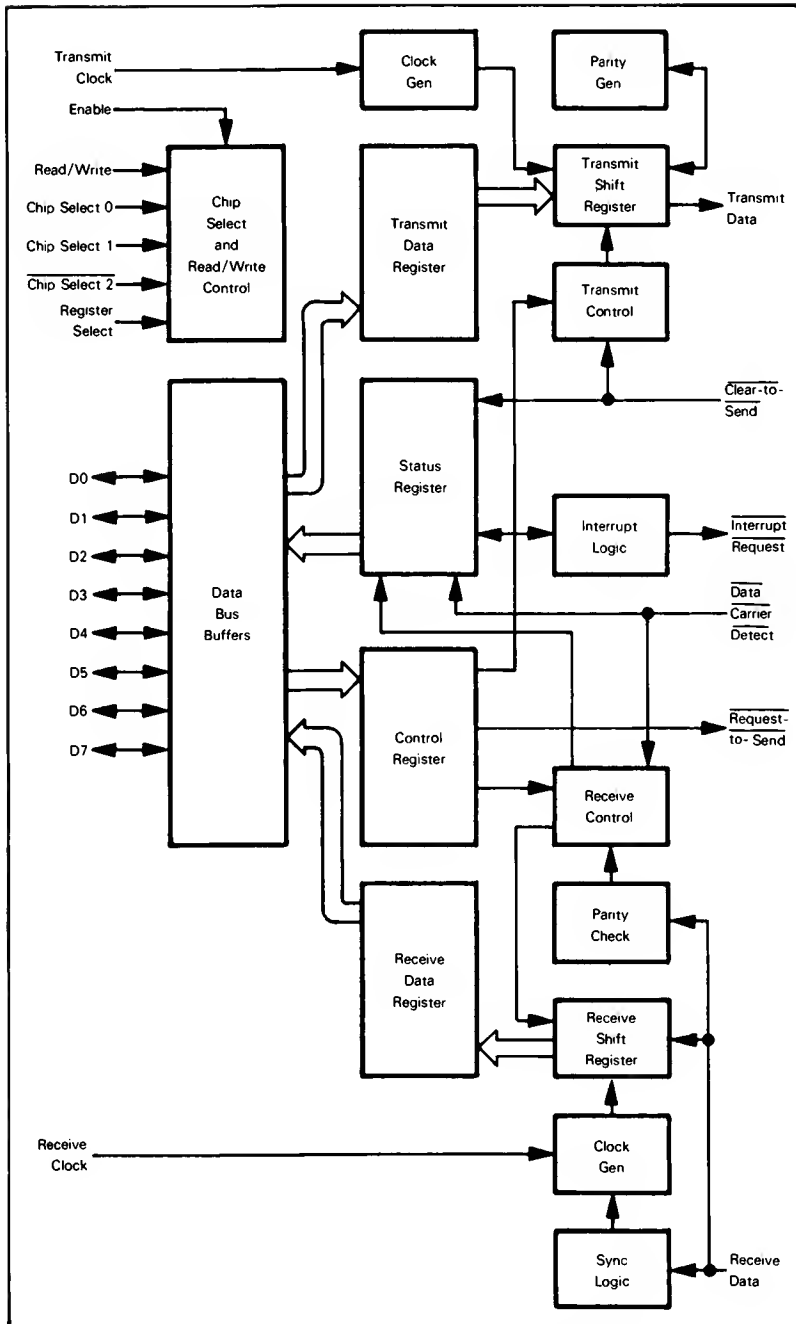 Transmit
Clock
Clock
Gen
Parity
Gen
Enable
Read/Write
Chip Select 0
Chip Select 1
Chip Select 2
Register
Select
Chip
Select
and
Read/Write
Control
Transmit
Data
Register
Transmit
Shift
Register
Transmit
Data
Transmit
Control
Clear-to-
Send
D0
D1
D2
D3
D4
D5
D6
D7
Data
Bus
Buffers
Status
Register
Interrupt
Logic
Interrupt
Request
Data
Carrier
Detect
Control
Register
Request-
to-Send
Receive
Control
Parity
Check
Receive
Data
Register
Receive
Shift
Register
Receive
Clock
Clock
Gen
Sync
Logic
Receive
Data